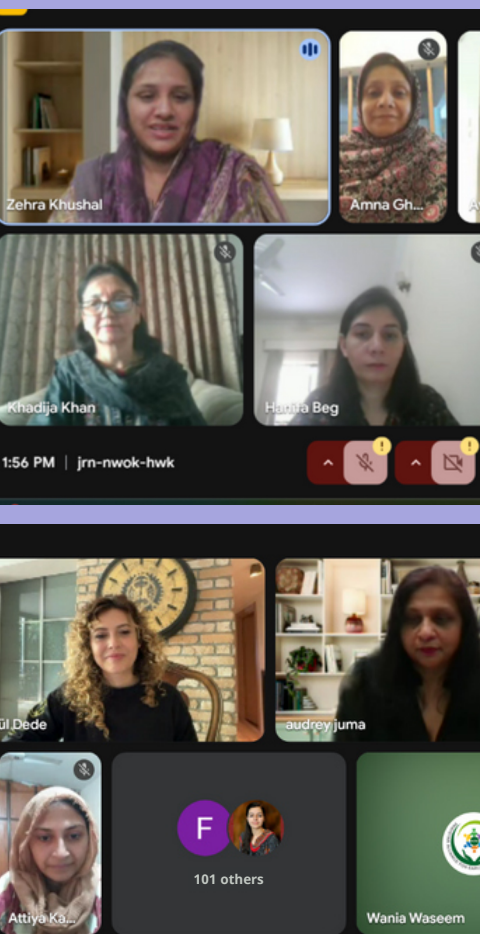 Zehra Khushal
Amna Gh...
Khadija Khan
Hanifa Beg
1:56 PM | jrn-nwok-hwk
ül Dede
audrey juma
F
101 others
Attiya Ka...
Wania Waseem